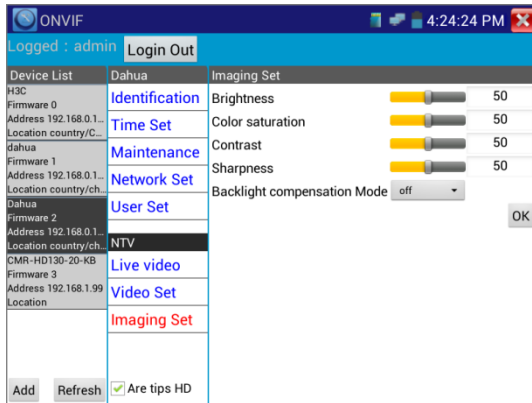 ONVIF
4:24:24 PM
Logged : admin
Login Out
Device List
Dahua
Imaging Set
H3C
Firmware 0
Address 192.168.0.1...
Location country/C...
dahua
Firmware 1
Address 192.168.0.1...
Location country/ch...
Dahua
Firmware 2
Address 192.168.0.1...
Location country/ch...
CMR-HD130-20-KB
Firmware 3
Address 192.168.1.99
Location
Add
Refresh
Identification
Time Set
Maintenance
Network Set
User Set
NTV
Live video
Video Set
Imaging Set
Are tips HD
Brightness 50
Color saturation 50
Contrast 50
Sharpness 50
Backlight compensation Mode off
OK